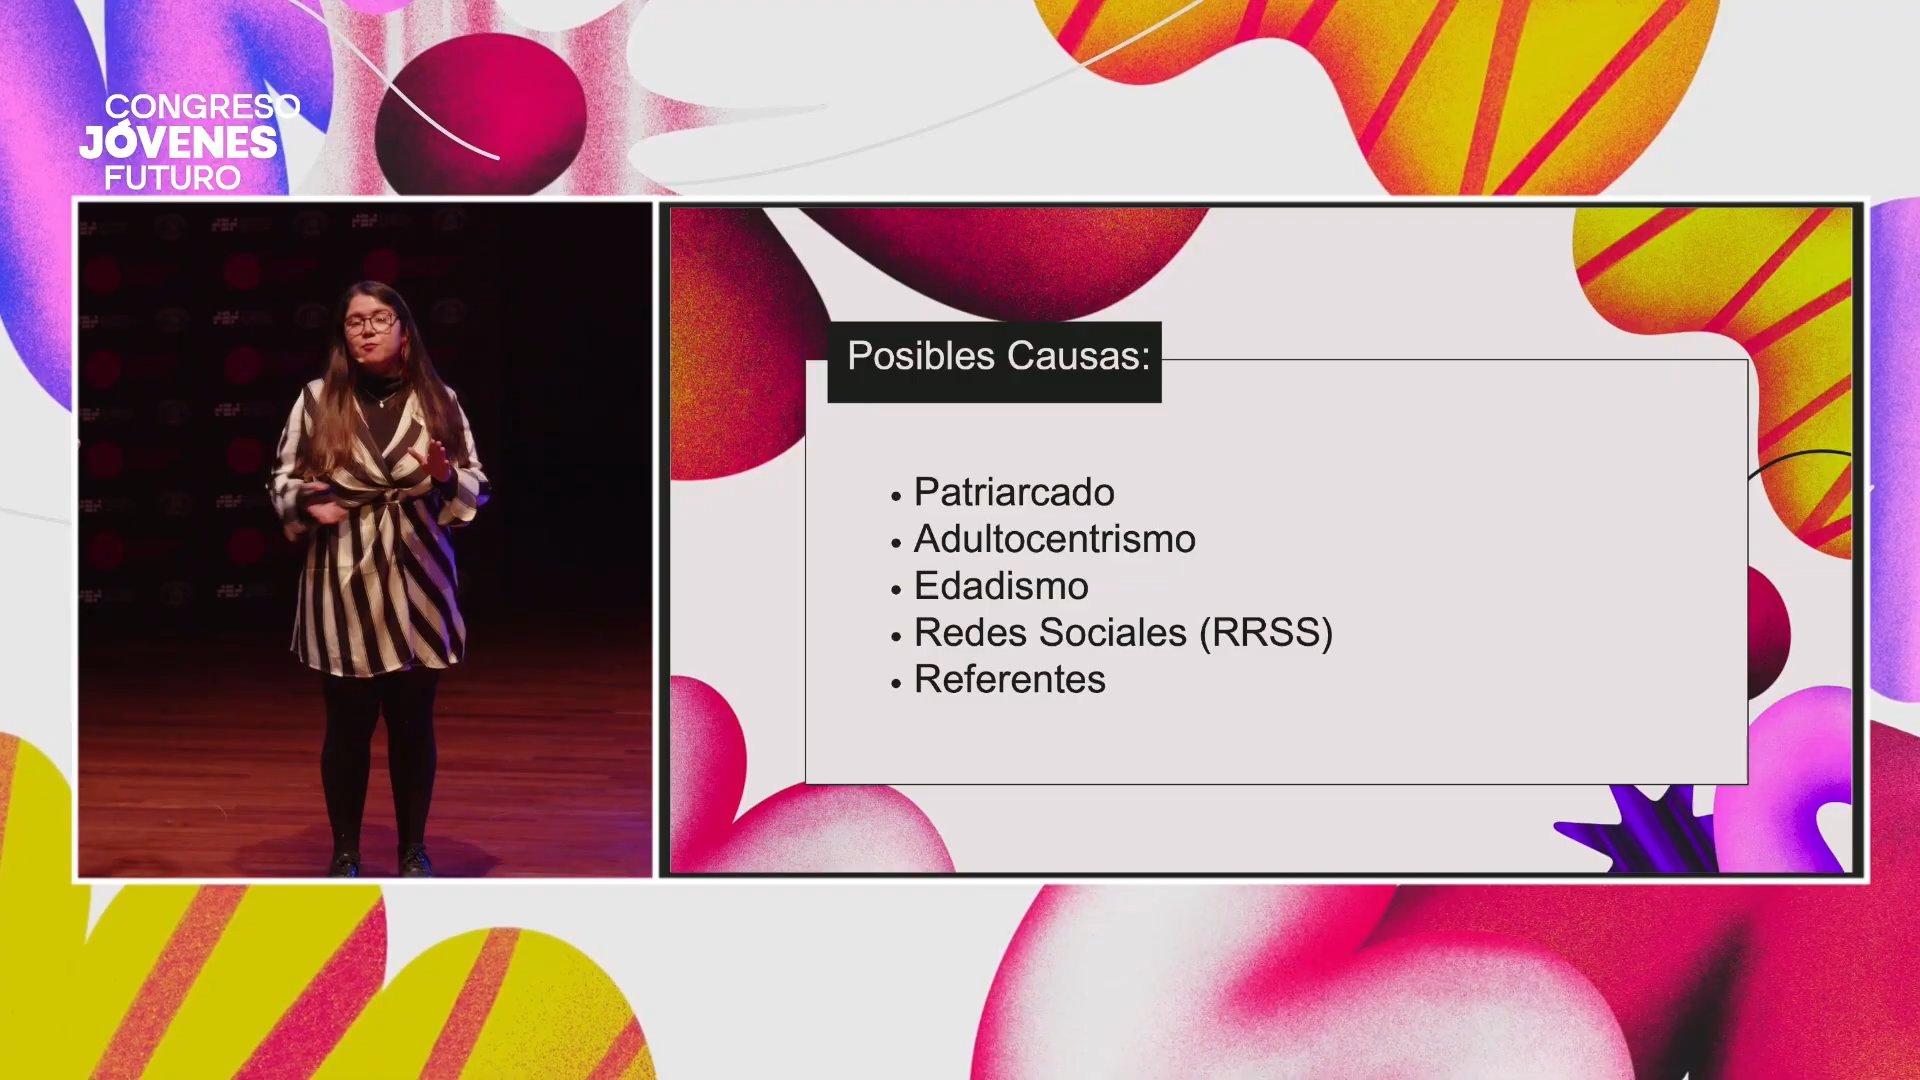 CONGRESO
JÓVENES
FUTURO
Posibles Causas:
• Patriarcado
• Adultocentrismo
• Edadismo
• Redes Sociales (RRSS)
• Referentes